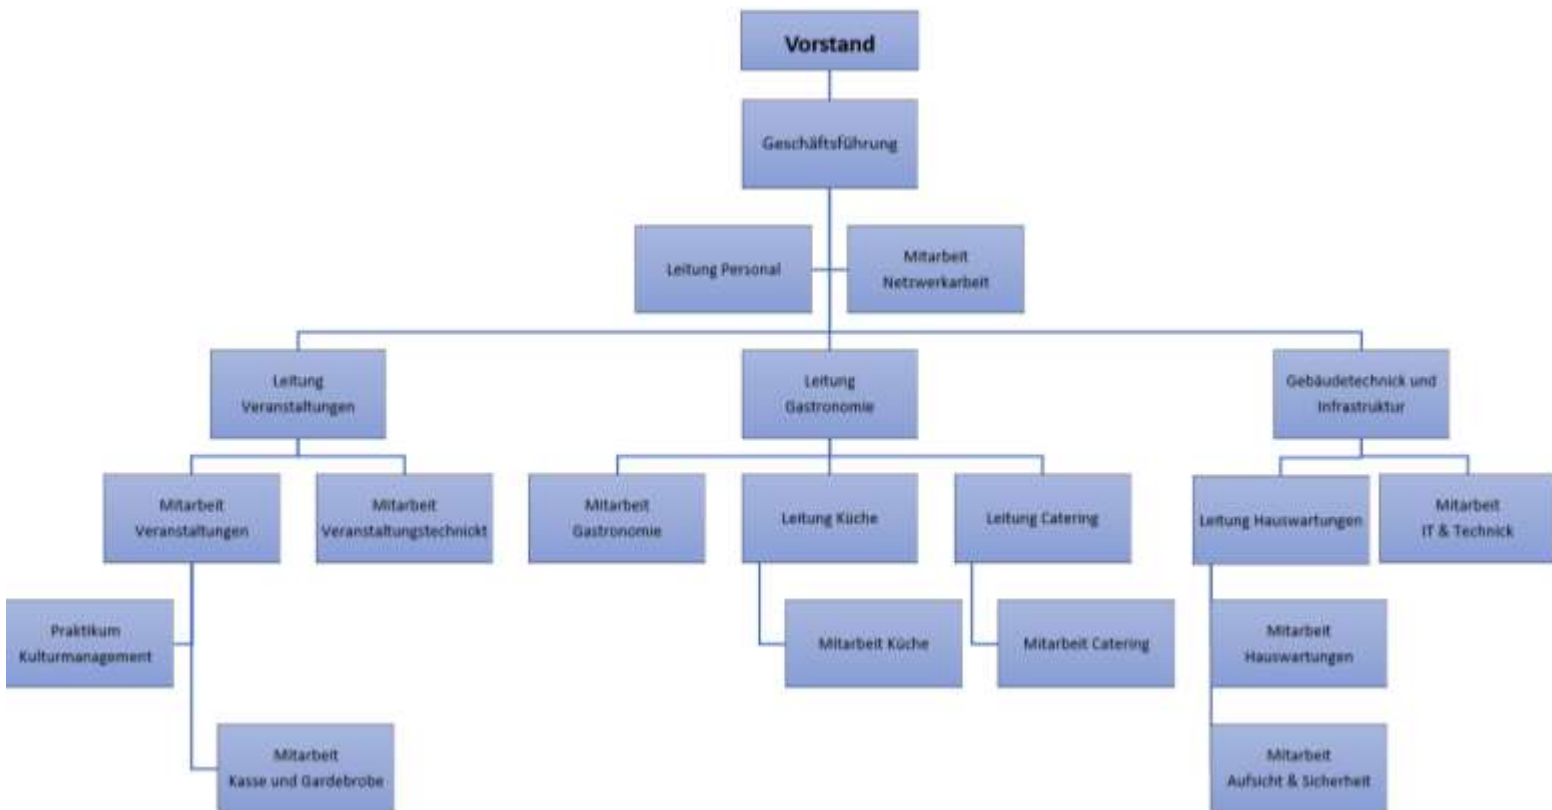 Vorstand
Geschäftsführung
Leitung Personal
Mitarbeit
Netzwerkarbeit
Leitung
Veranstaltungen
Leitung
Gastronomie
Gebäudetechnick und
Infrastruktur
Mitarbeit
Veranstaltungen
Mitarbeit
Veranstaltungstechnickt
Mitarbeit
Gastronomie
Leitung Küche
Leitung Catering
Leitung Hauswartungen
Mitarbeit
IT & Technick
Praktikum
Kulturmanagement
Mitarbeit Küche
Mitarbeit Catering
Mitarbeit
Hauswartungen
Mitarbeit
Kasse und Gardebrobe
Mitarbeit
Aufsicht & Sicherheit